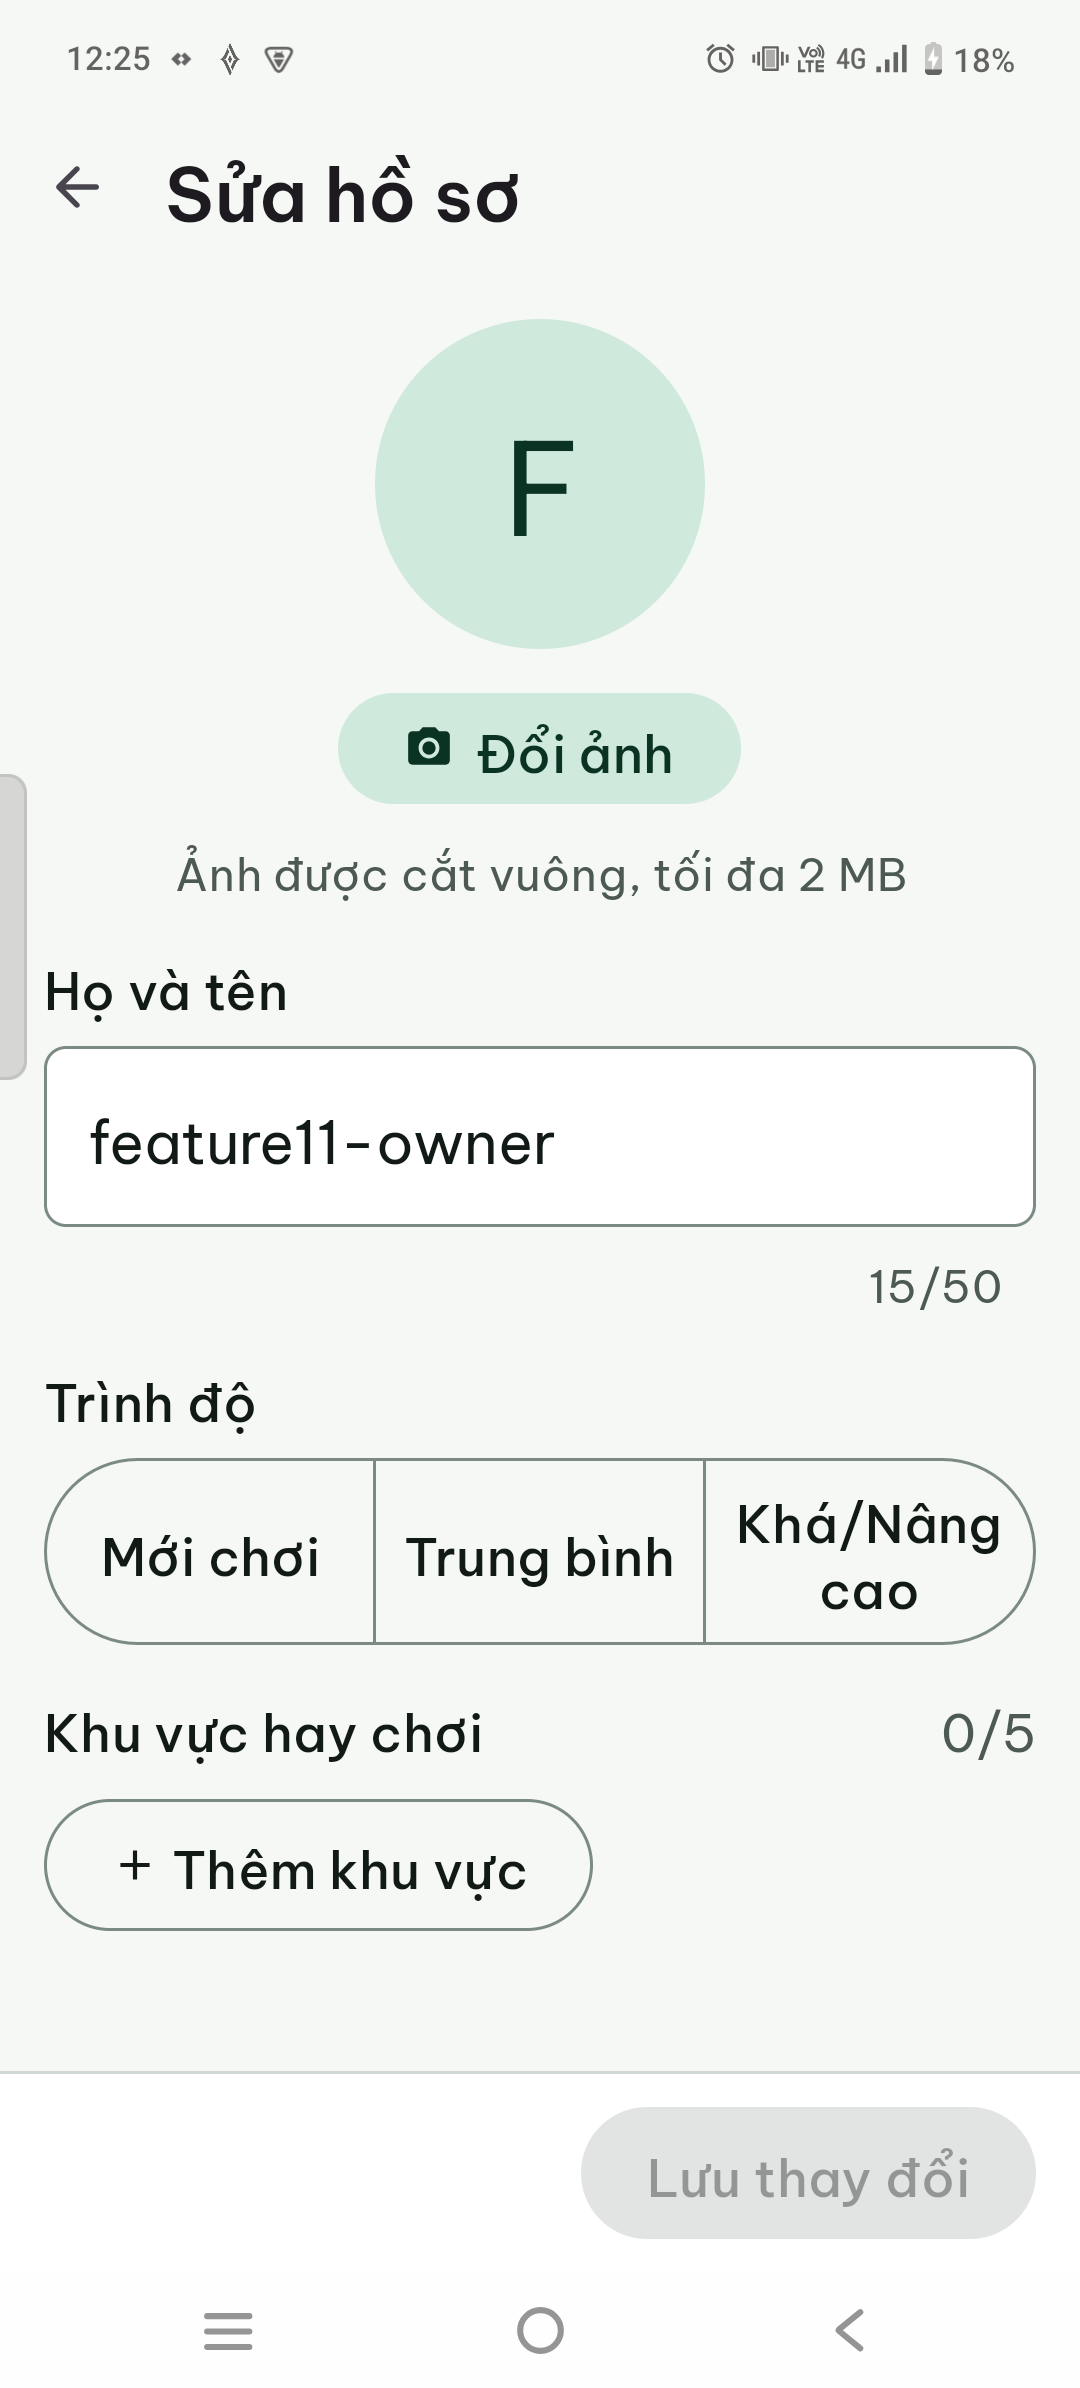 12:25
4G
18%
Sửa hồ sơ
F
Đổi ảnh
Ảnh được cắt vuông, tối đa 2 MB
Họ và tên
feature11-owner
15/50
Trình độ
Mới chơi
Trung bình
Khá/Nâng
cao
Khu vực hay chơi
0/5
+ Thêm khu vực
Lưu thay đổi